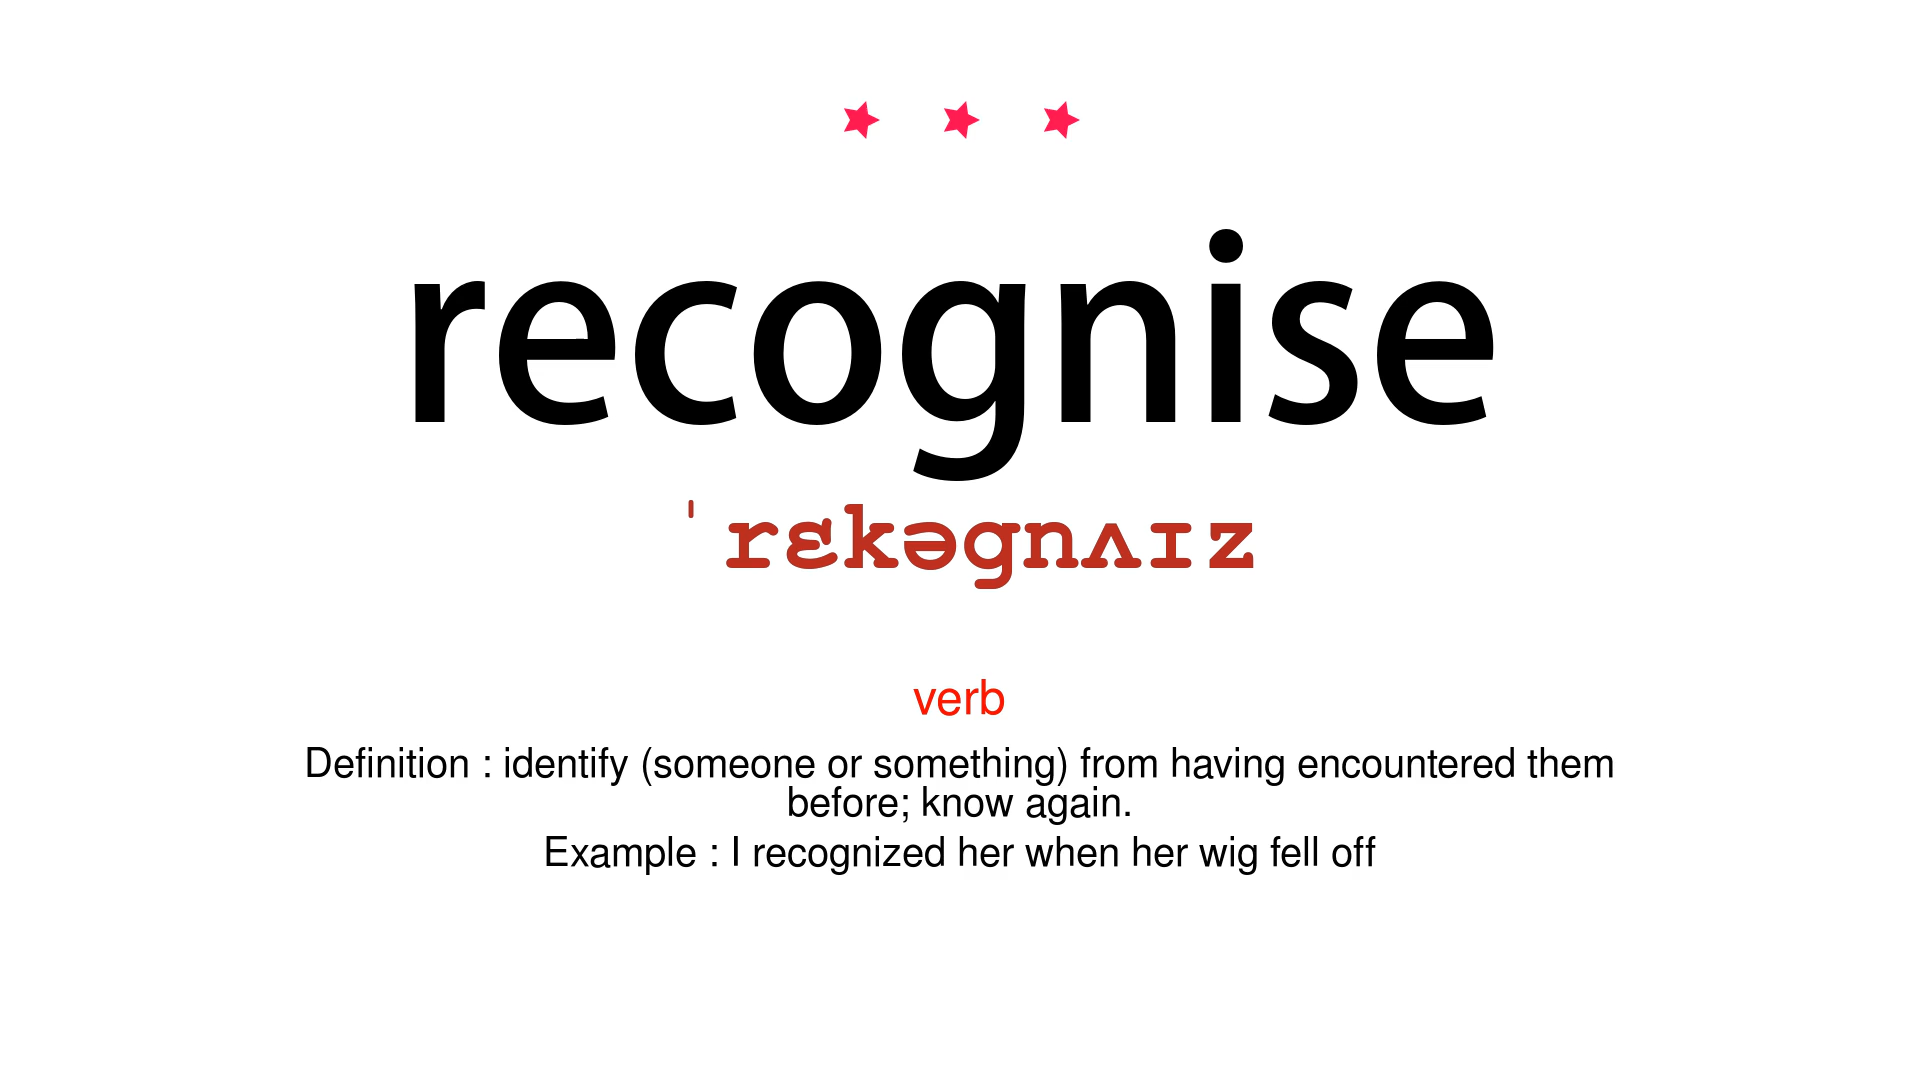 recognise
ˈrɛkəgnʌɪz
verb
Definition : identify (someone or something) from having encountered them
before; know again.
Example : I recognized her when her wig fell off